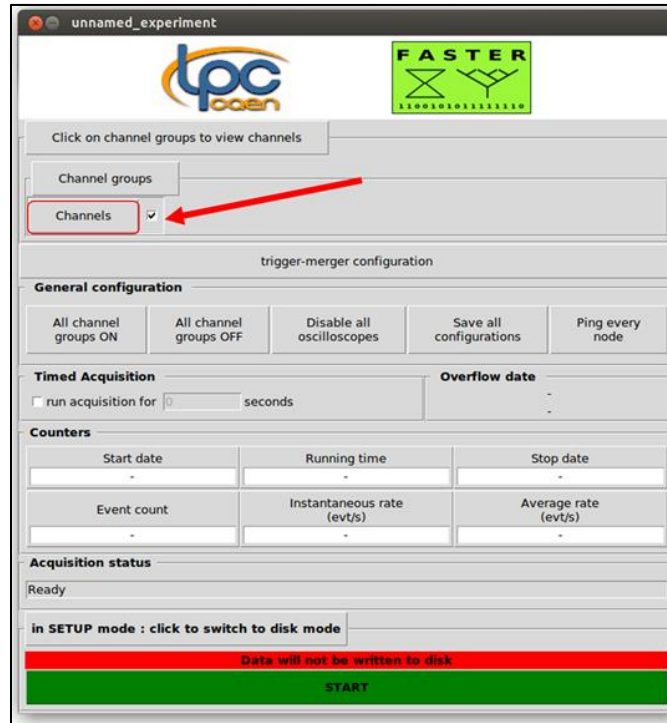 unnamed_experiment
lpc
caen
FASTER
1100101011111110
Click on channel groups to view channels
Channel groups
Channels
trigger-merger configuration
General configuration
All channel
groups ON
All channel
groups OFF
Disable all
oscilloscopes
Save all
configurations
Ping every
node
Timed Acquisition
run acquisition for 0 seconds
Overflow date
-
-
Counters
Start date
Running time
Stop date
-
-
-
Event count
Instantaneous rate
(evt/s)
Average rate
(evt/s)
-
-
-
Acquisition status
Ready
in SETUP mode : click to switch to disk mode
Data will not be written to disk
START